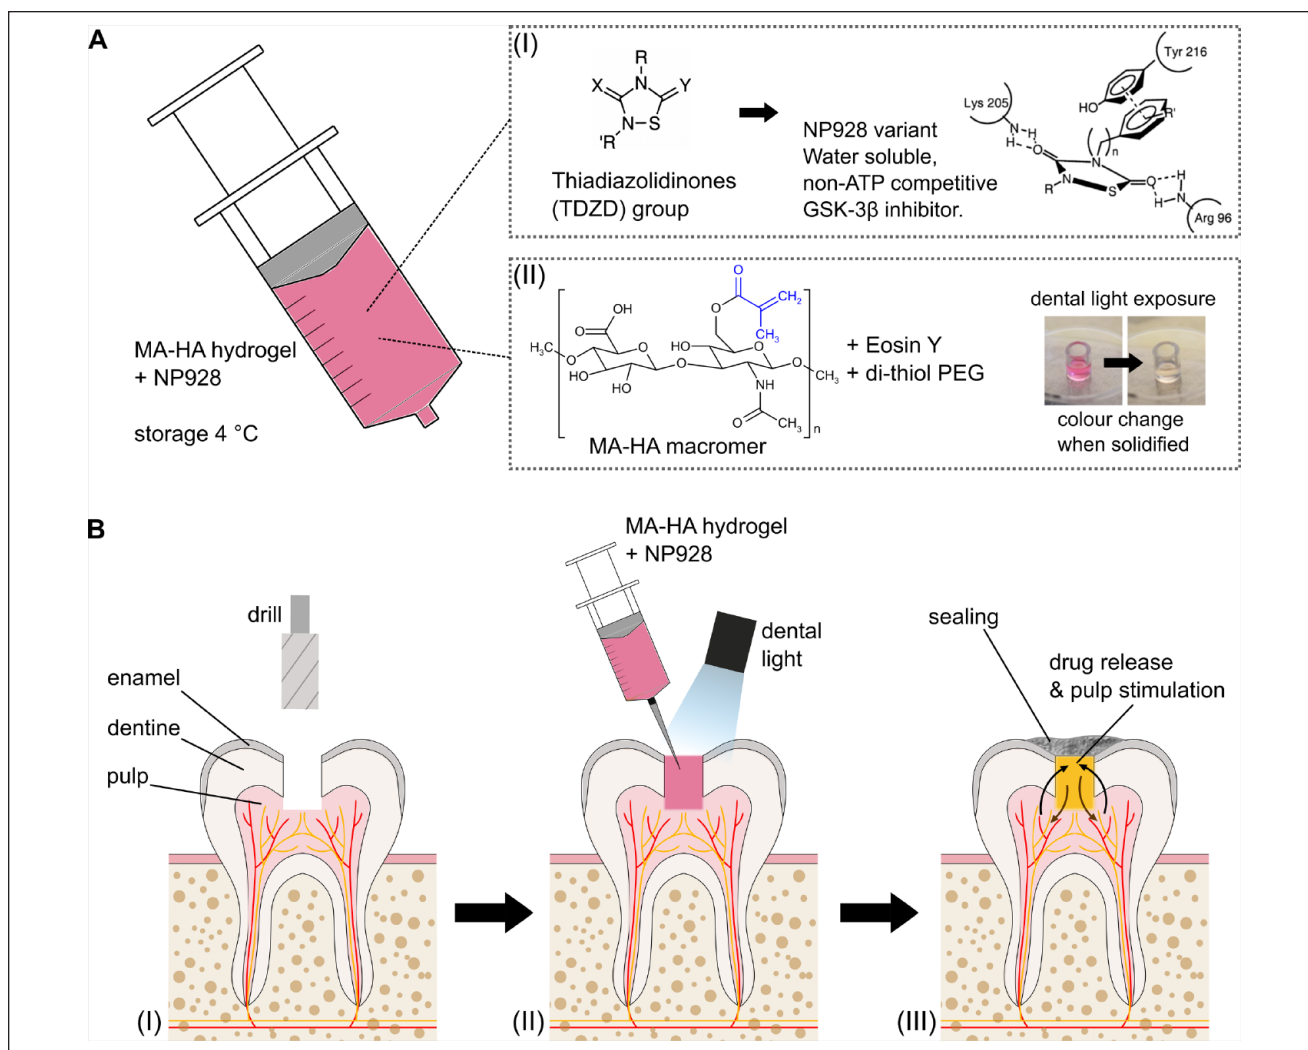 A
MA-HA hydrogel
+ NP928
storage 4 °C
(I)
R
X
N
Y
N
S
'R
Thiadiazolidinones
(TDZD) group
NP928 variant
Water soluble,
non-ATP competitive
GSK-3β inhibitor.
Tyr 216
Lys 205
HO
R'
N
H
H
O
N
n
R
N
S
O
H
H
N
Arg 96
(II)
O
OH
O
CH₂
O
O
CH₃
H₃C
O
O
HO
O
HO
O
HO
OH
O
O
CH₃
NH
O
CH₃
n
MA-HA macromer
+ Eosin Y
+ di-thiol PEG
dental light exposure
colour change
when solidified
B
drill
enamel
dentine
pulp
(I)
MA-HA hydrogel
+ NP928
dental
light
(II)
sealing
drug release
& pulp stimulation
(III)